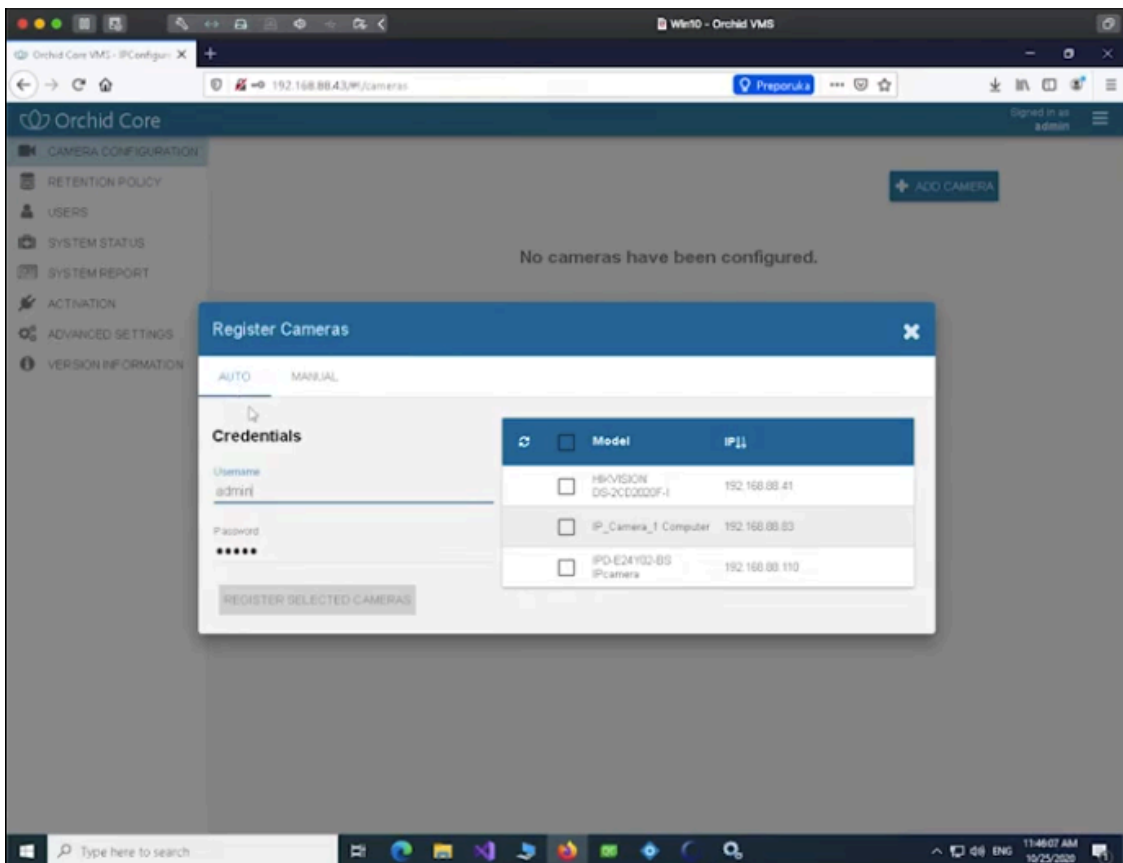 Win10 - Orchid VMS
Orchid Core VMS - IPConfigur
192.168.88.43/#!/cameras
Preporuka
Orchid Core
Signed in as
admin
CAMERA CONFIGURATION
RETENTION POLICY
USERS
SYSTEM STATUS
SYSTEM REPORT
ACTIVATION
ADVANCED SETTINGS
VERSION INFORMATION
ADD CAMERA
No cameras have been configured.
Register Cameras
AUTO MANUAL
Credentials
Username
admin
Password
REGISTER SELECTED CAMERAS
Model IP
HIKVISION
DS-2CD2020F-I 192.168.88.41
IP_Camera_1 Computer 192.168.88.83
IPD-E24Y02-BS
IPcamera 192.168.88.110
Type here to search
ENG
11:46:07 AM
10/25/2020